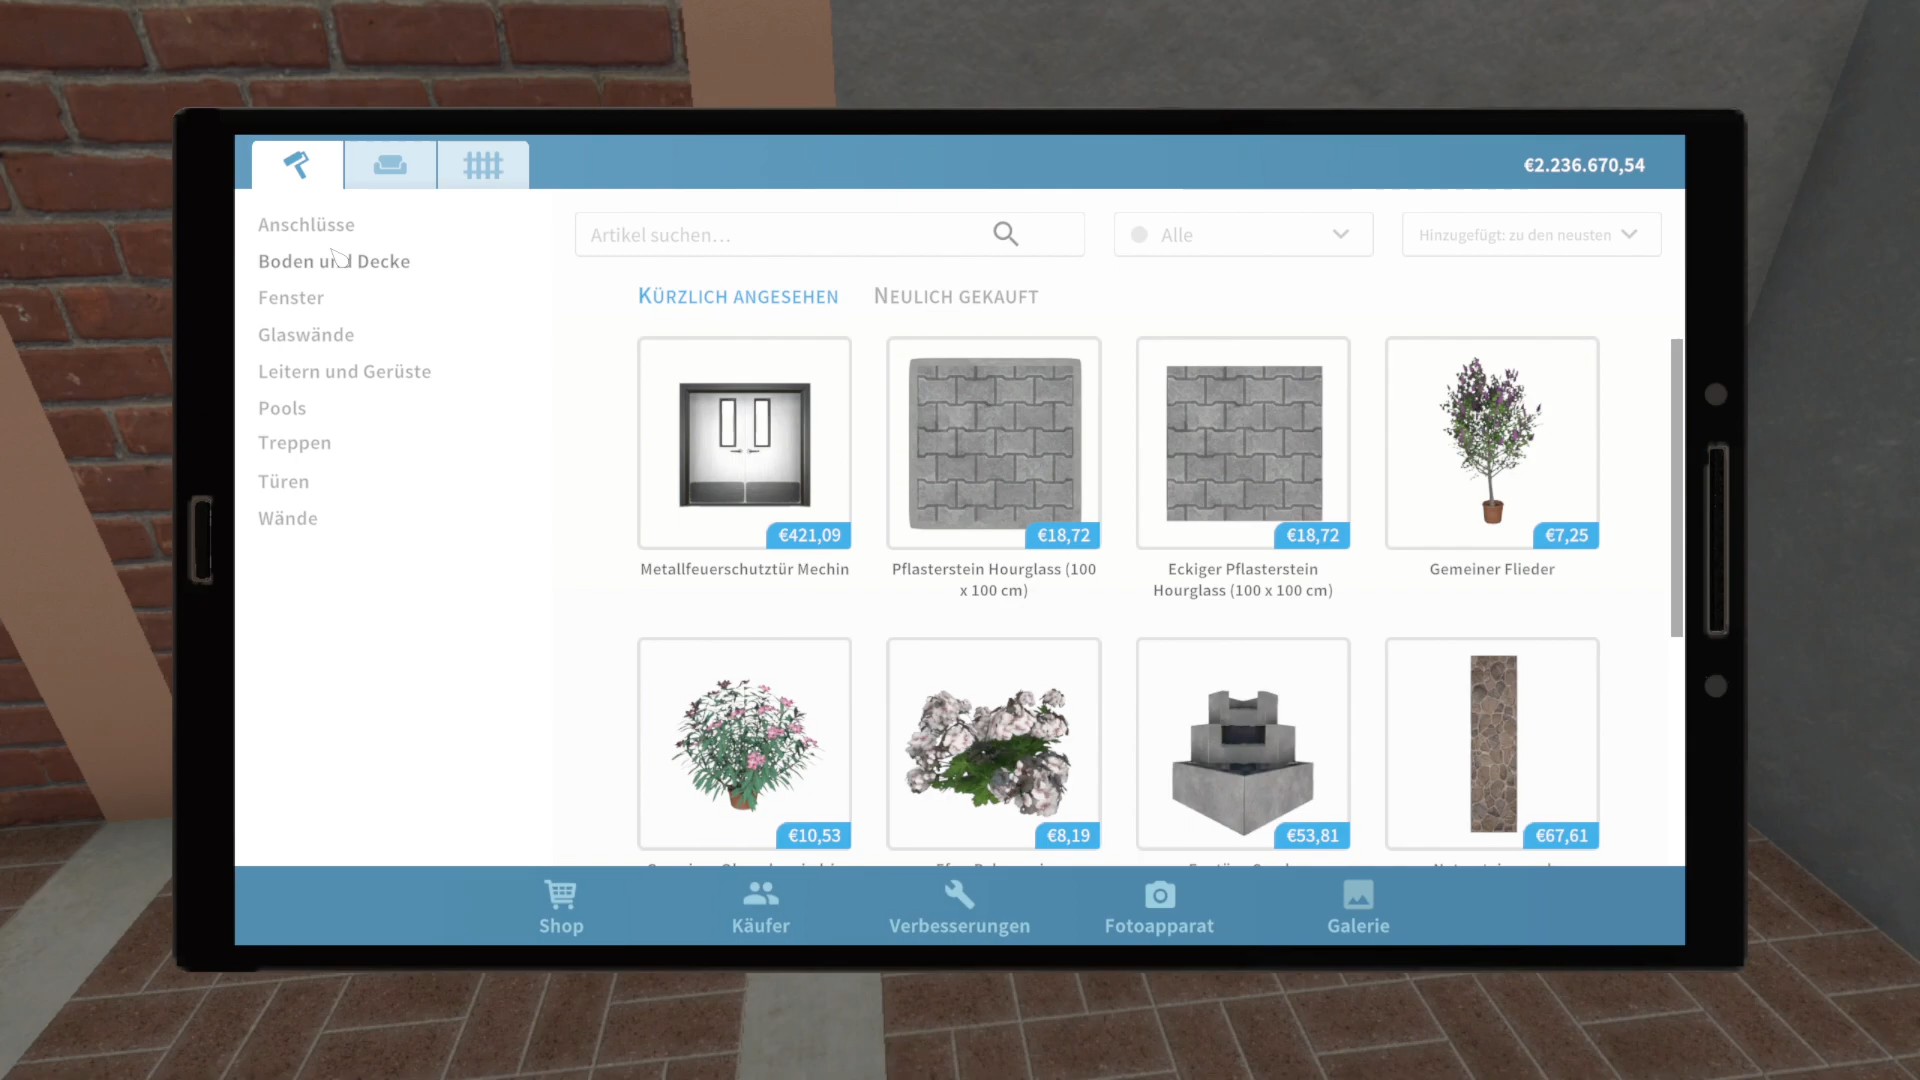 €2.236.670,54
Anschlüsse
Boden und Decke
Fenster
Glaswände
Leitern und Gerüste
Pools
Treppen
Türen
Wände
Artikel suchen...
Alle
Hinzugefügt: zu den neusten
KÜRZLICH ANGESEHEN
NEULICH GEKAUFT
€421,09
€18,72
€18,72
€7,25
Metallfeuerschutztür Mechin
Pflasterstein Hourglass (100
x 100 cm)
Eckiger Pflasterstein
Hourglass (100 x 100 cm)
Gemeiner Flieder
€10,53
€8,19
€53,81
€67,61
Shop
Käufer
Verbesserungen
Fotoapparat
Galerie